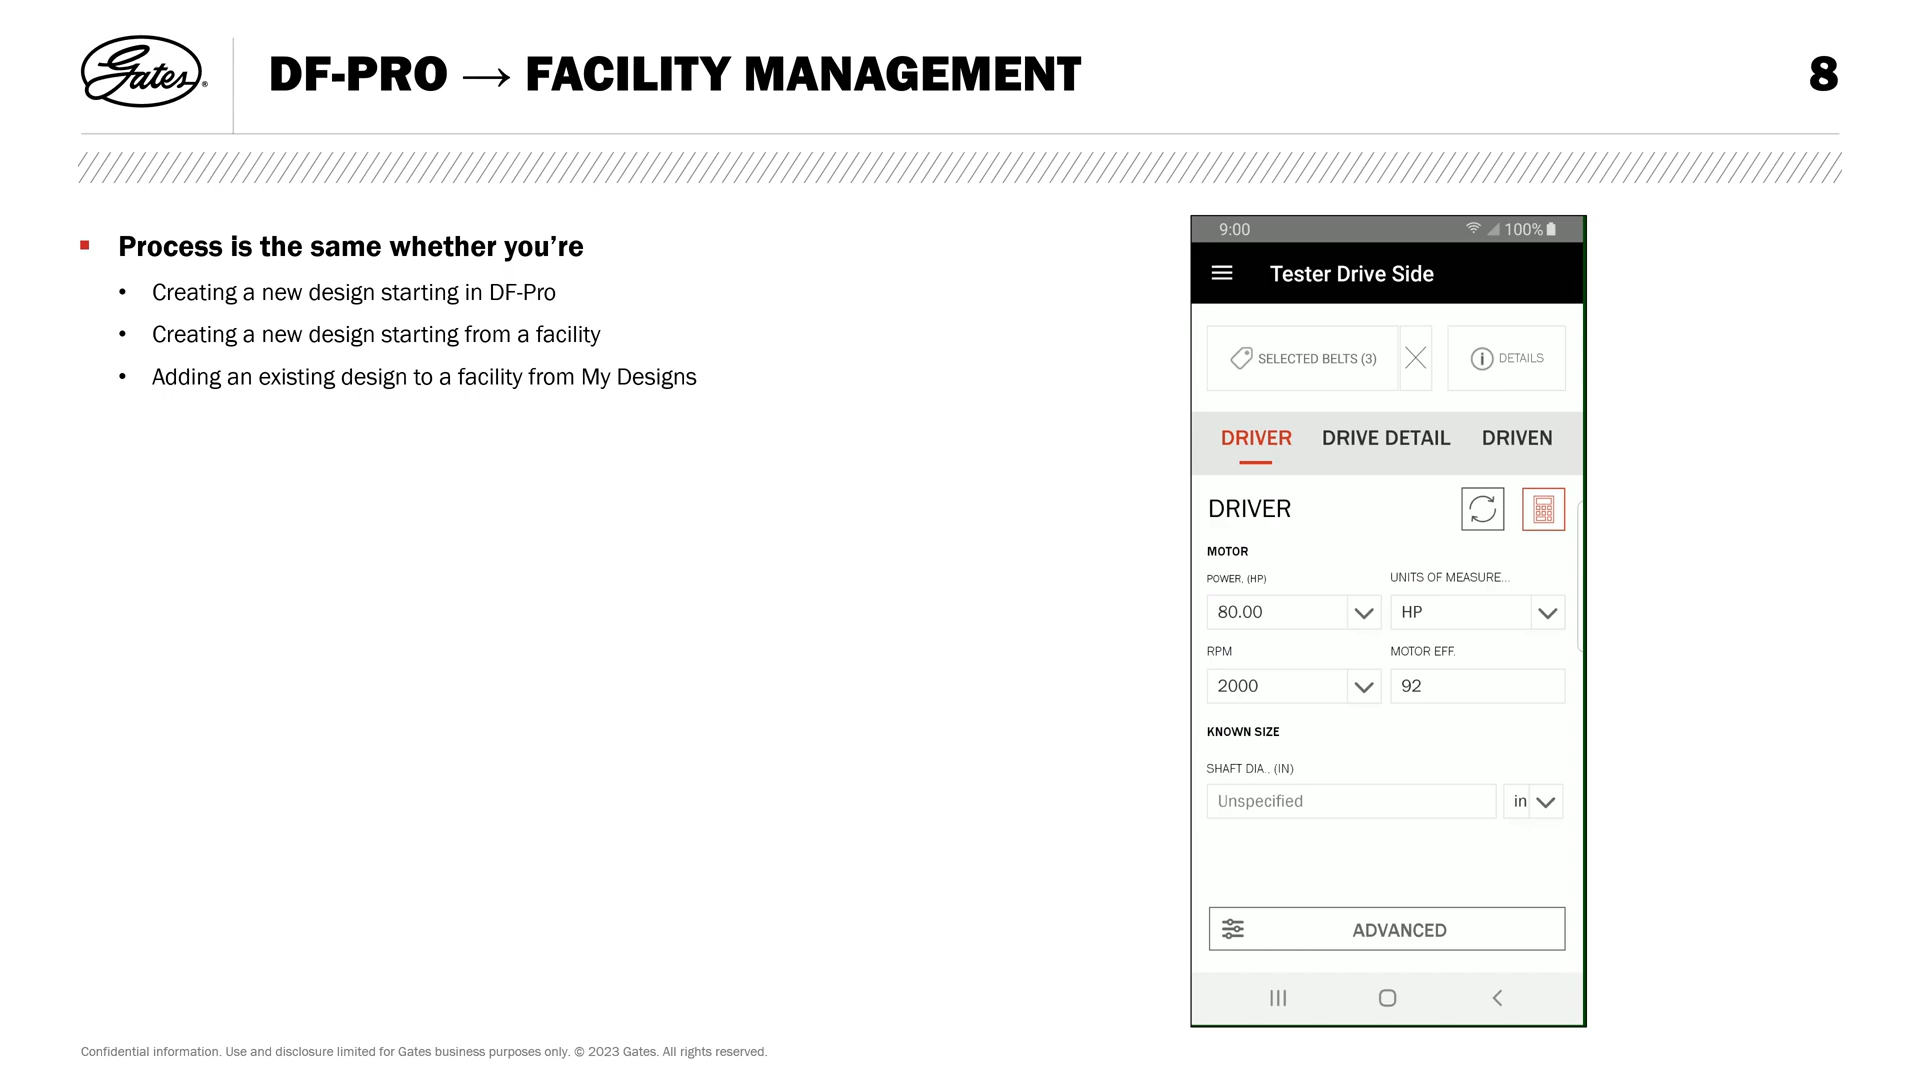 Gates®
DF-PRO → FACILITY MANAGEMENT
8
Process is the same whether you’re
Creating a new design starting in DF-Pro
Creating a new design starting from a facility
Adding an existing design to a facility from My Designs
9:00
100%
Tester Drive Side
SELECTED BELTS (3)
DETAILS
DRIVER DRIVE DETAIL DRIVEN
DRIVER
MOTOR
POWER, (HP) UNITS OF MEASURE...
80.00 HP
RPM MOTOR EFF.
2000 92
KNOWN SIZE
SHAFT DIA., (IN)
Unspecified in
ADVANCED
Confidential information. Use and disclosure limited for Gates business purposes only. © 2023 Gates. All rights reserved.